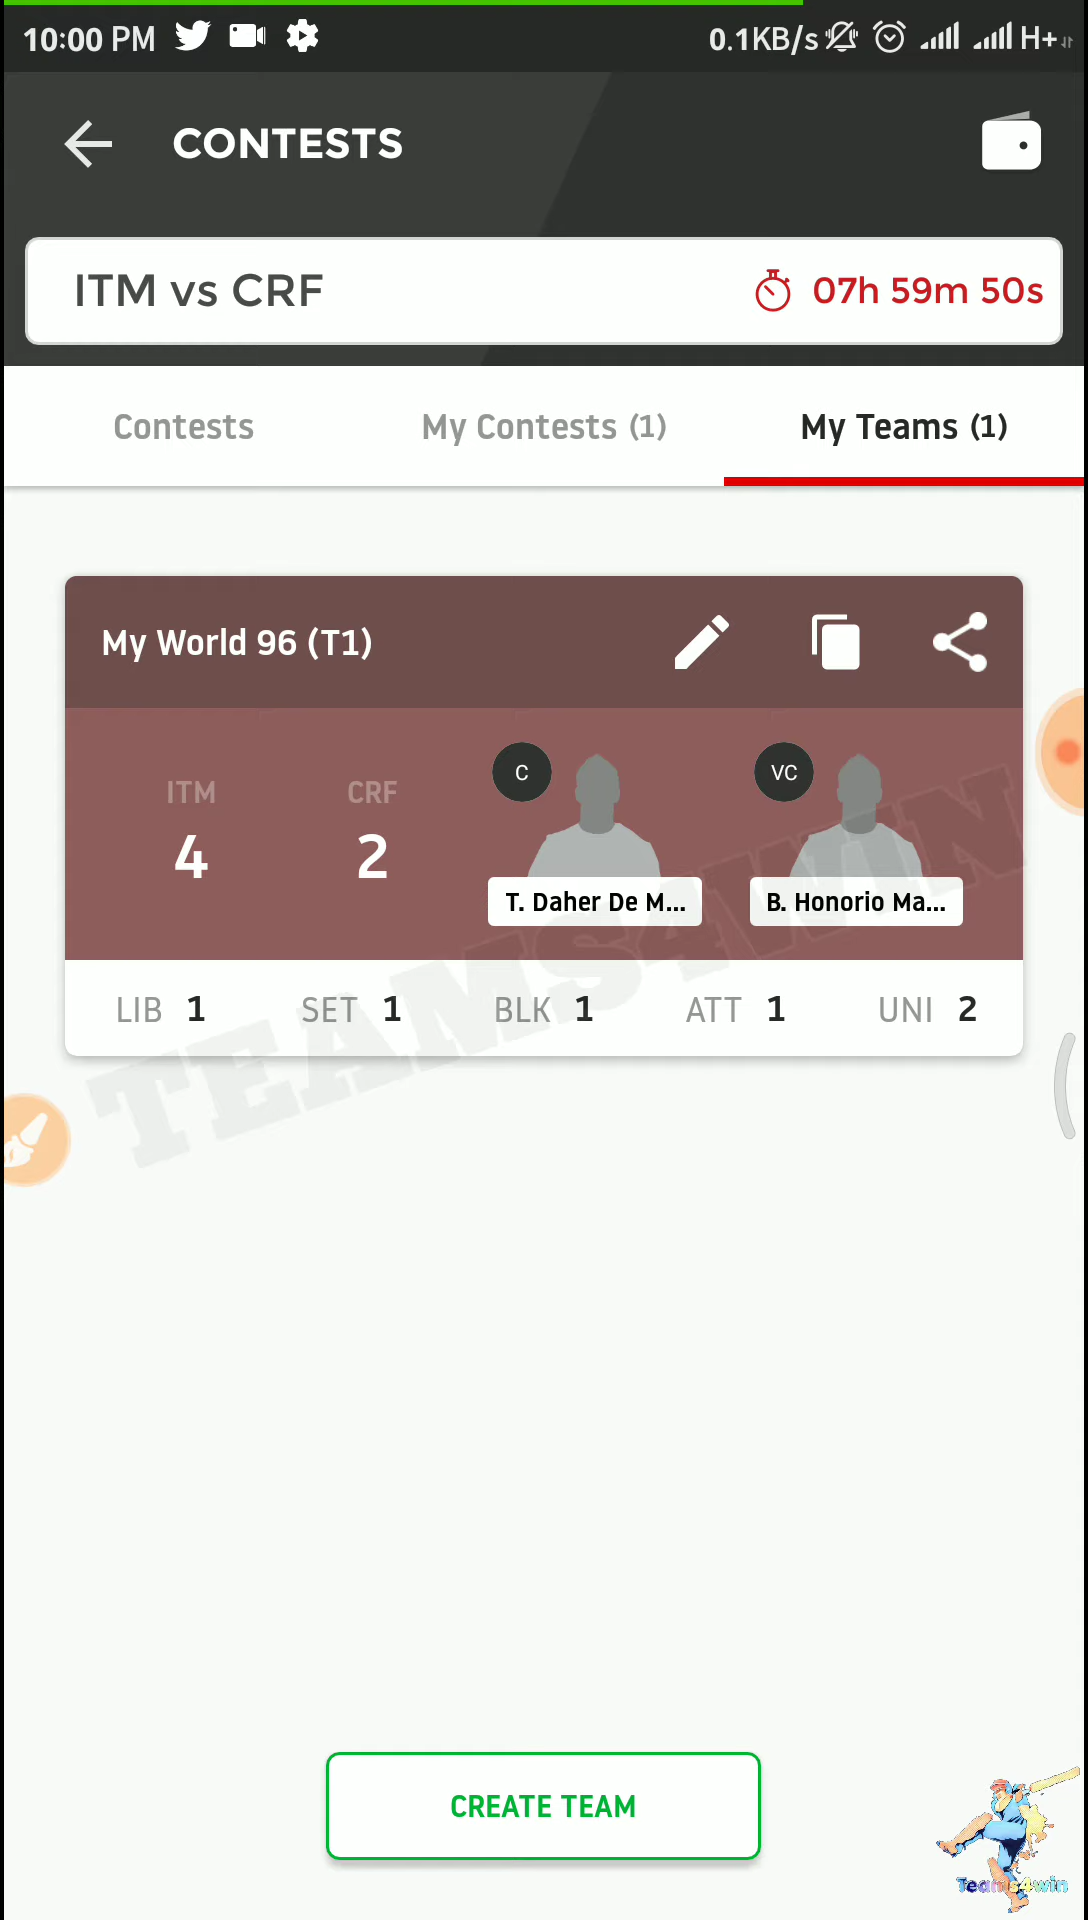 10:00 PM 0.1KB/s H+
CONTESTS
ITM vs CRF 07h 59m 50s
Contests My Contests (1) My Teams (1)
My World 96 (T1)
C VC
ITM CRF
4 2
T. Daher De M... B. Honorio Ma...
LIB 1 SET 1 BLK 1 ATT 1 UNI 2
TEAMS4WIN
CREATE TEAM
Teams4win